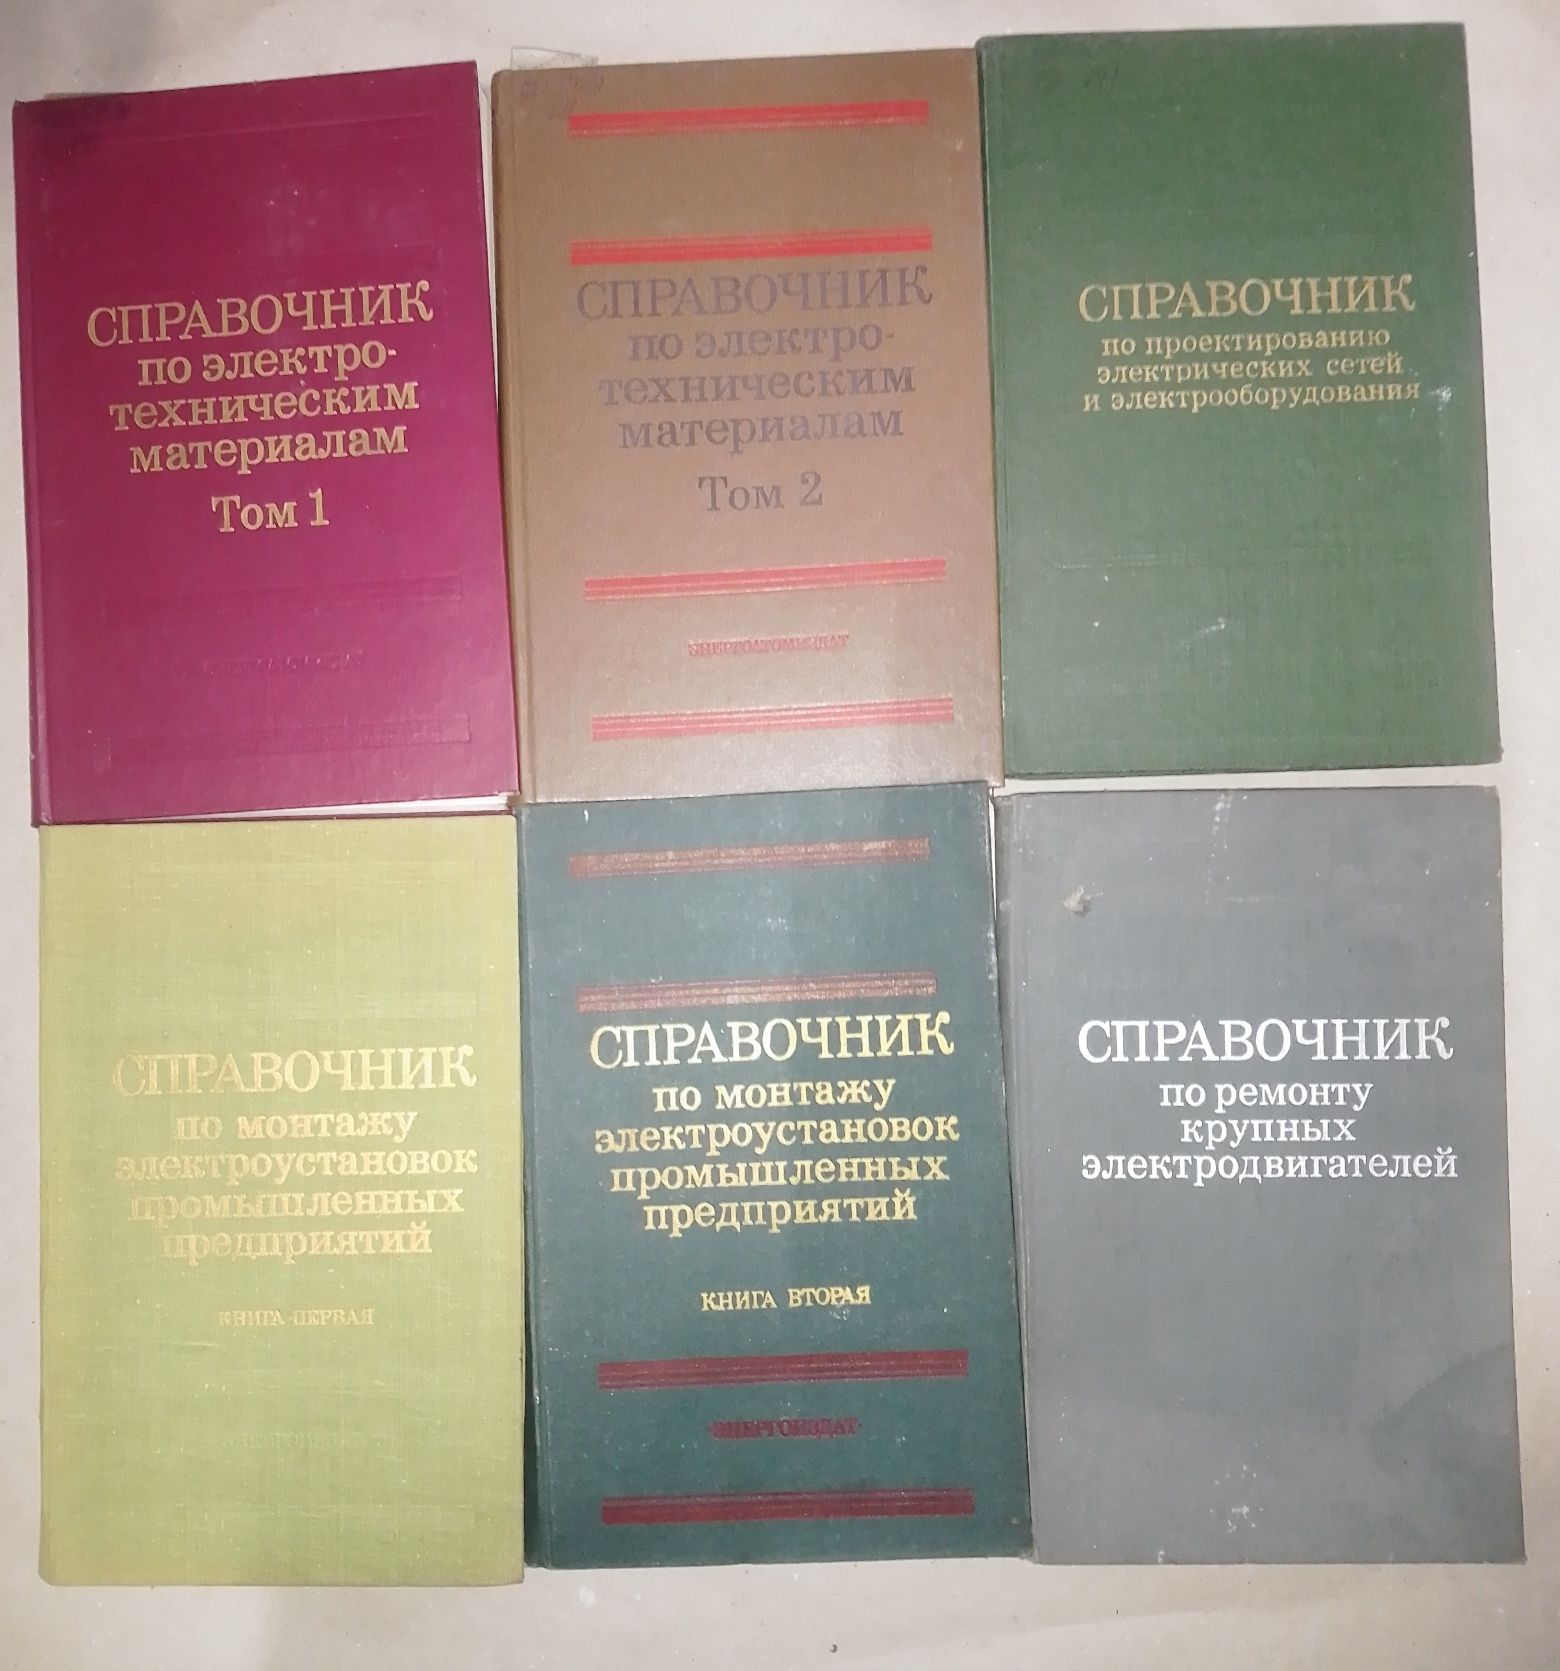 СПРАВОЧНИК
по электро-
техническим
материалам
Том 1
СПРАВОЧНИК
по электро-
техническим
материалам
Том 2
ЭНЕРГОАТОМИЗДАТ
СПРАВОЧНИК
по проектированию
электрических сетей
и электрооборудования
СПРАВОЧНИК
по монтажу
электроустановок
промышленных
предприятий
КНИГА ПЕРВАЯ
СПРАВОЧНИК
по монтажу
электроустановок
промышленных
предприятий
КНИГА ВТОРАЯ
ЭНЕРГОИЗДАТ
СПРАВОЧНИК
по ремонту
крупных
электродвигателей